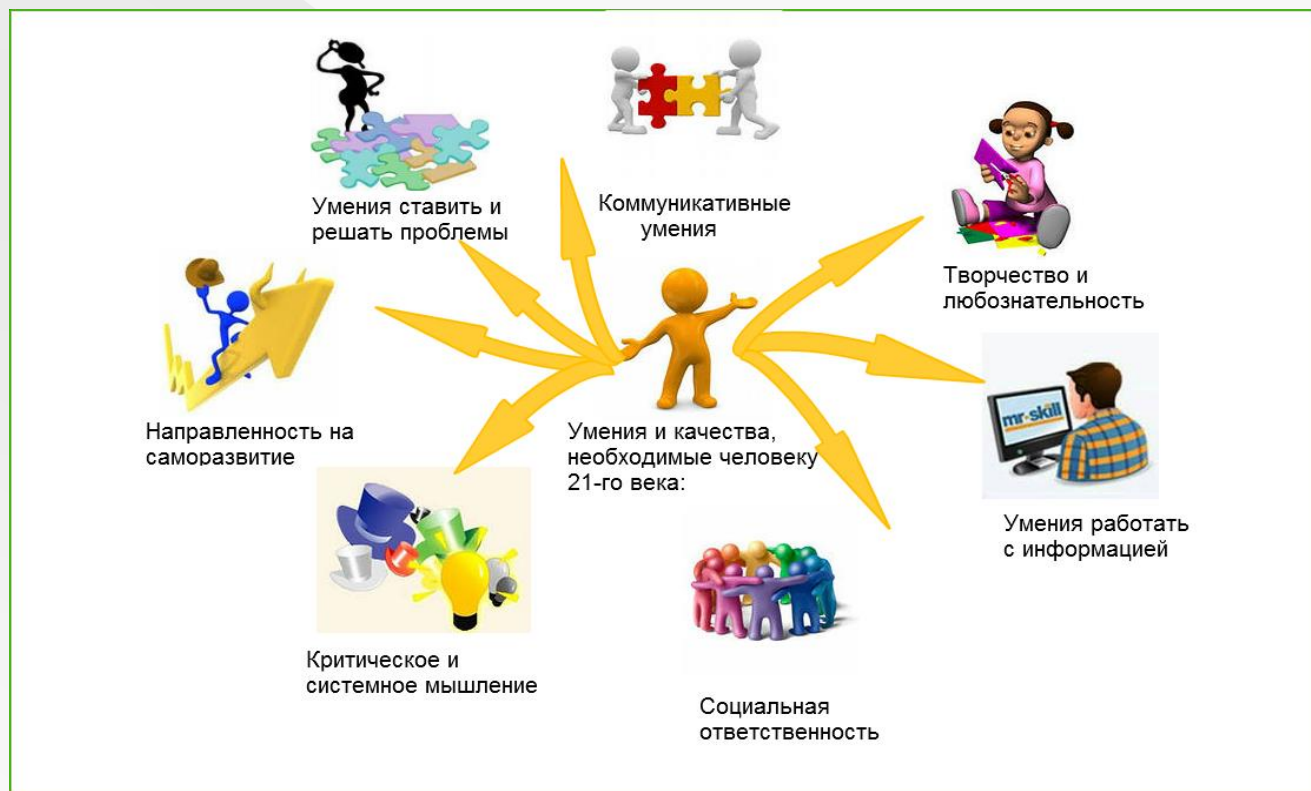 Умения ставить и
решать проблемы
Коммуникативные
умения
Творчество и
любознательность
Направленность на
саморазвитие
Умения и качества,
необходимые человеку
21-го века:
mr-skill
Умения работать
с информацией
Критическое и
системное мышление
Социальная
ответственность